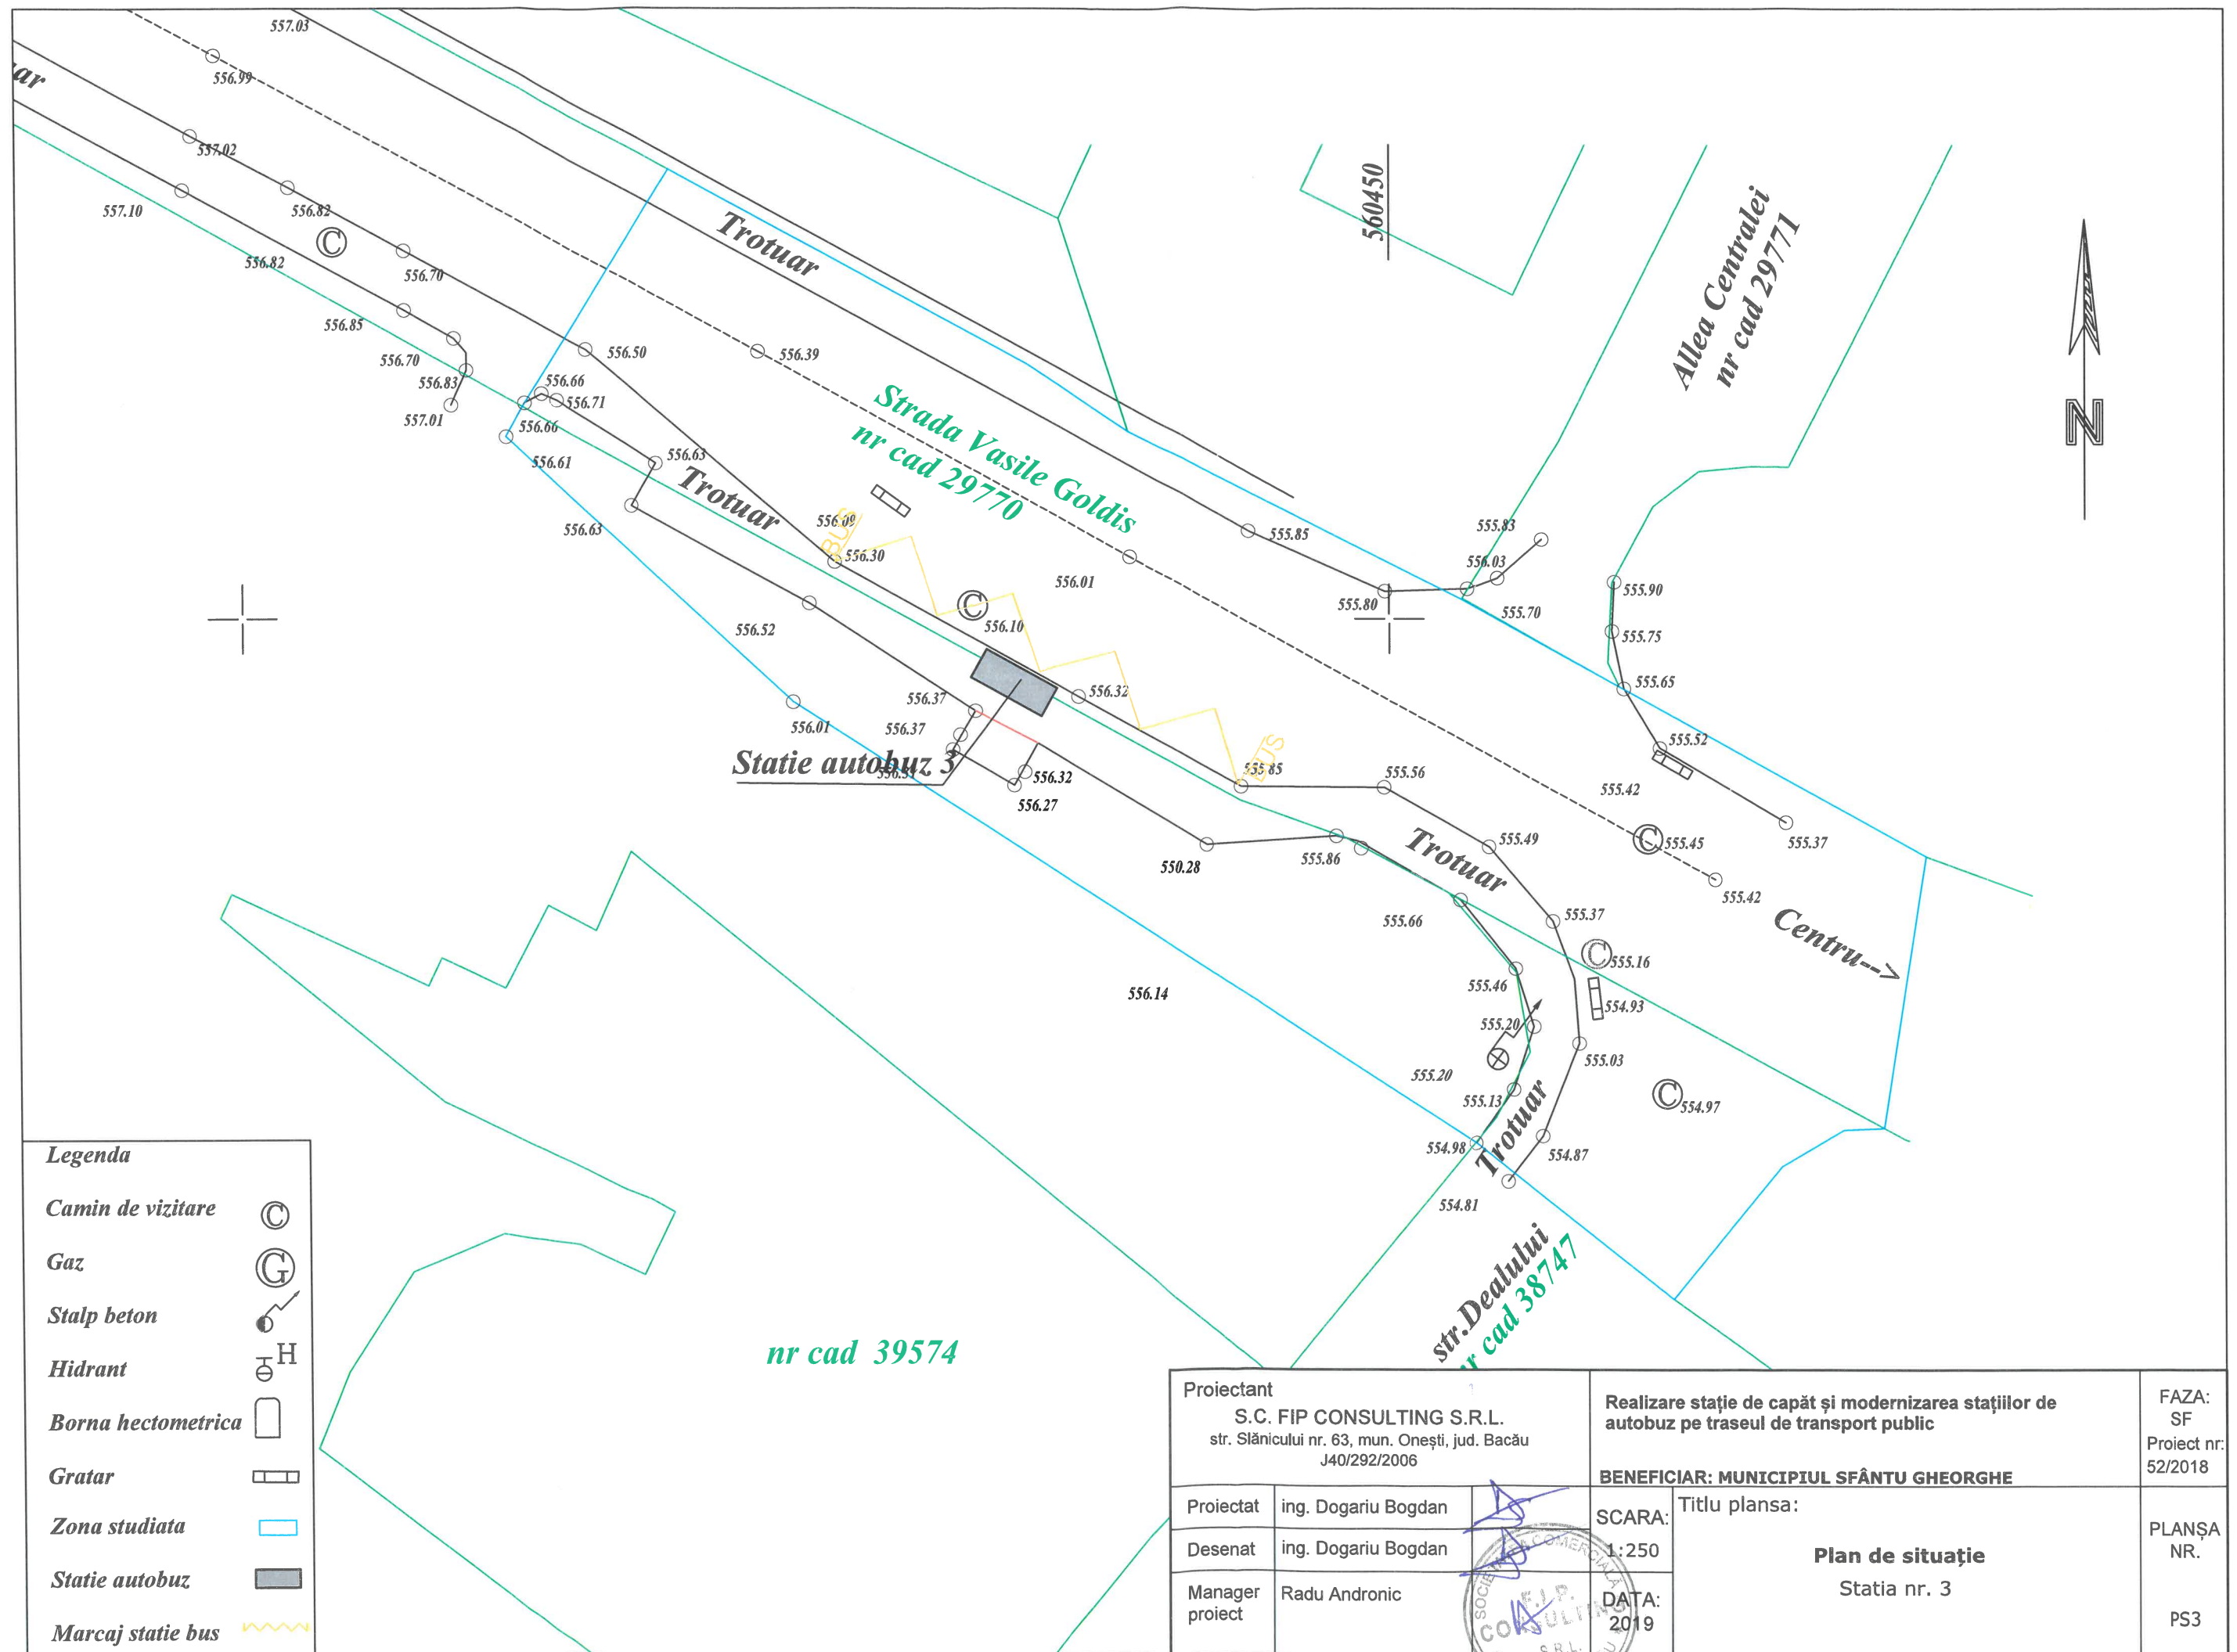 557.03
556.99
557.02
557.10
556.82
556.82
556.70
556.85
556.70
556.83
557.01
556.50
556.66
556.71
556.66
556.61
556.63
556.63
556.39
Trotuar
Trotuar
Strada Vasile Goldis
nr cad 29770
560450
Allea Centralei
nr cad 29771
N
BUS
556.09
556.30
556.01
C
C
556.10
556.52
556.01
556.37
556.37
556.32
Statie autobuz 3
556.32
556.27
BUS
555.85
555.85
555.80
555.83
556.03
555.70
555.90
555.75
555.65
555.52
555.42
C
555.45
555.37
555.42
555.56
555.49
Trotuar
550.28
555.86
555.66
555.37
Centru-->
C
555.16
554.93
555.46
555.20
555.03
555.20
555.13
C
554.97
554.98
554.87
Trotuar
554.81
556.14
str.Dealului
cad 38747
nr cad 39574
Legenda
Camin de vizitare C
Gaz G
Stalp beton
Hidrant H
Borna hectometrica
Gratar
Zona studiata
Statie autobuz
Marcaj statie bus
Proiectant
S.C. FIP CONSULTING S.R.L.
str. Slănicului nr. 63, mun. Onești, jud. Bacău
J40/292/2006
Realizare stație de capăt și modernizarea stațiilor de
autobuz pe traseul de transport public
BENEFICIAR: MUNICIPIUL SFÂNTU GHEORGHE
FAZA:
SF
Proiect nr:
52/2018
Proiectat ing. Dogariu Bogdan
Desenat ing. Dogariu Bogdan
Manager
proiect
Radu Andronic
SCARA:
1:250
DATA:
2019
Titlu plansa:
Plan de situație
Statia nr. 3
PLANȘA
NR.
PS3
SOCIETATEA COMERCIALĂ
F.I.P.
CONSULTING
S.R.L.